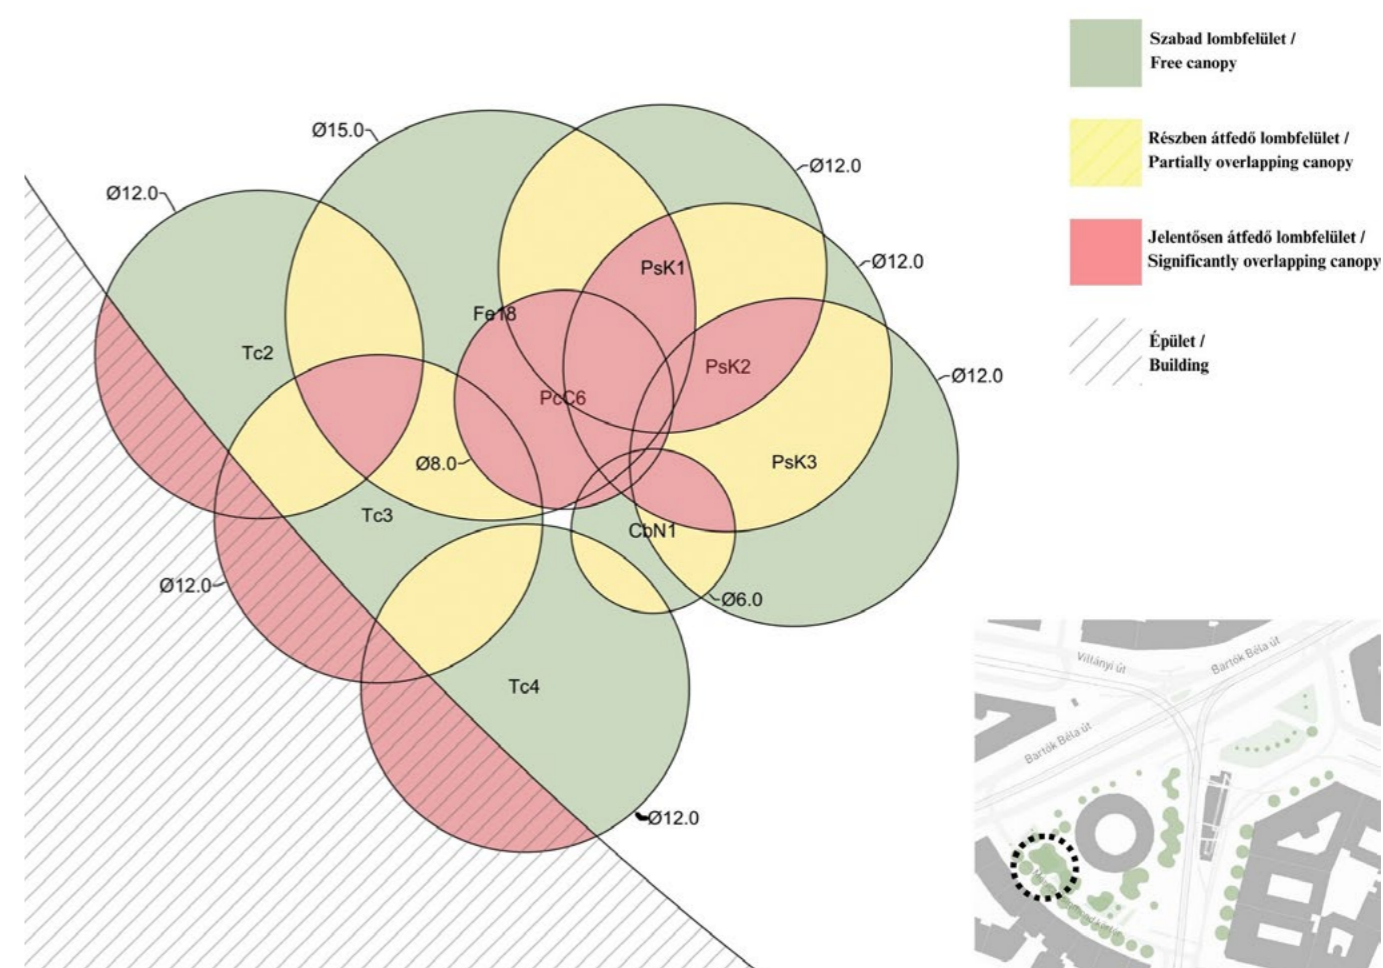 Szabad lombfelület /
Free canopy
Részben átfedő lombfelület /
Partially overlapping canopy
Jelentősen átfedő lombfelület /
Significantly overlapping canopy
Épület /
Building
Ø15.0
Ø12.0
Ø12.0
Ø12.0
Ø12.0
PsK1
Fe18
Tc2
PsK2
PcC6
Ø8.0
PsK3
Tc3
CbN1
Ø12.0
Ø6.0
Tc4
Ø12.0
Villányi út
Bartók Béla út
Bartók Béla út